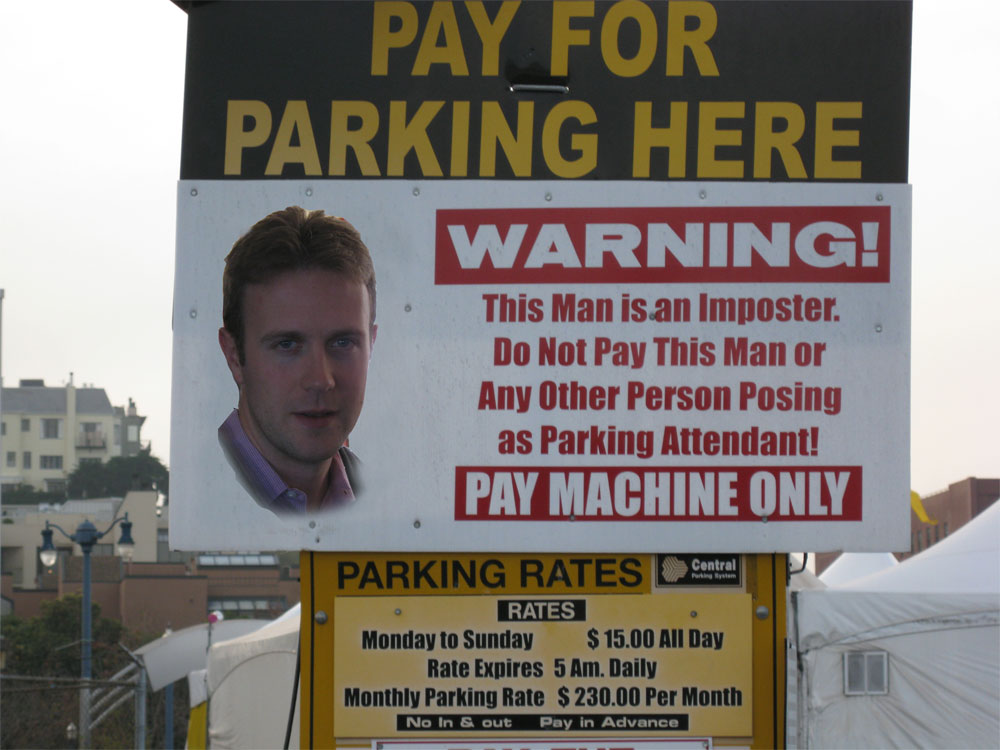 PAY FOR
PARKING HERE
WARNING!
This Man is an Imposter.
Do Not Pay This Man or
Any Other Person Posing
as Parking Attendant!
PAY MACHINE ONLY
PARKING RATES
Central
Parking System
RATES
Monday to Sunday $ 15.00 All Day
Rate Expires 5 Am. Daily
Monthly Parking Rate $ 230.00 Per Month
No In & out Pay in Advance